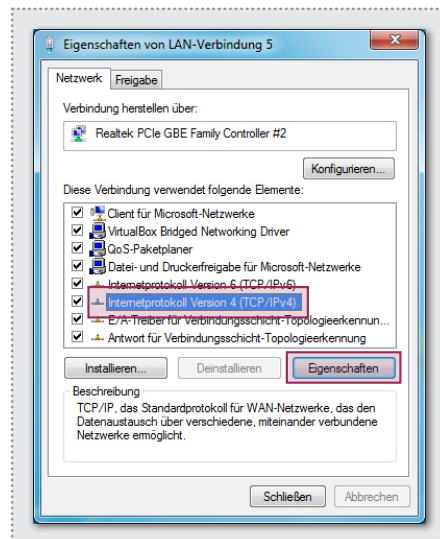 Eigenschaften von LAN-Verbindung 5
Netzwerk Freigabe
Verbindung herstellen über:
Realtek PCIe GBE Family Controller #2
Konfigurieren...
Diese Verbindung verwendet folgende Elemente:
Client für Microsoft-Netzwerke
VirtualBox Bridged Networking Driver
QoS-Paketplaner
Datei- und Druckerfreigabe für Microsoft-Netzwerke
Internetprotokoll Version 6 (TCP/IPv6)
Internetprotokoll Version 4 (TCP/IPv4)
E/A-Treiber für Verbindungsschicht-Topologieerkennun...
Antwort für Verbindungsschicht-Topologieerkennung
Installieren... Deinstallieren Eigenschaften
Beschreibung
TCP/IP, das Standardprotokoll für WAN-Netzwerke, das den
Datenaustausch über verschiedene, miteinander verbundene
Netzwerke ermöglicht.
Schließen Abbrechen